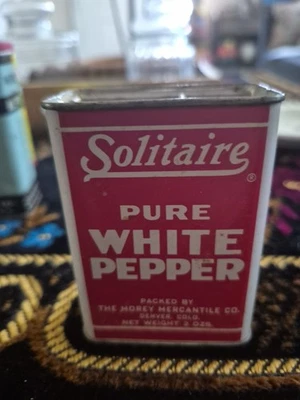 Solitaire®
PURE
WHITE
PEPPER
PACKED BY
THE MOREY MERCANTILE CO.
DENVER, COLO.
NET WEIGHT 2 OZS.